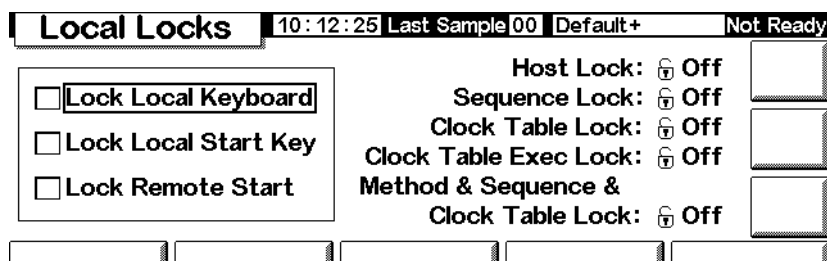 Local Locks 10:12:25 Last Sample 00 Default+ Not Ready
Lock Local Keyboard
Lock Local Start Key
Lock Remote Start
Host Lock: Off
Sequence Lock: Off
Clock Table Lock: Off
Clock Table Exec Lock: Off
Method & Sequence &
Clock Table Lock: Off